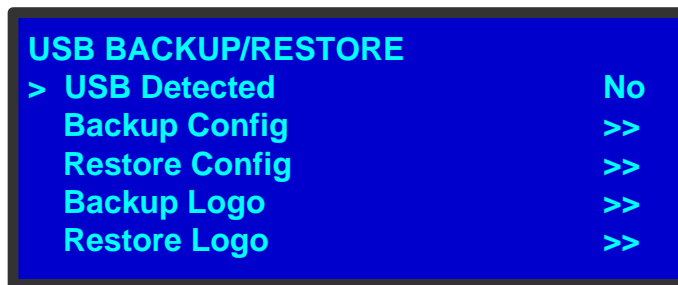 USB BACKUP/RESTORE
> USB Detected No
Backup Config >>
Restore Config >>
Backup Logo >>
Restore Logo >>